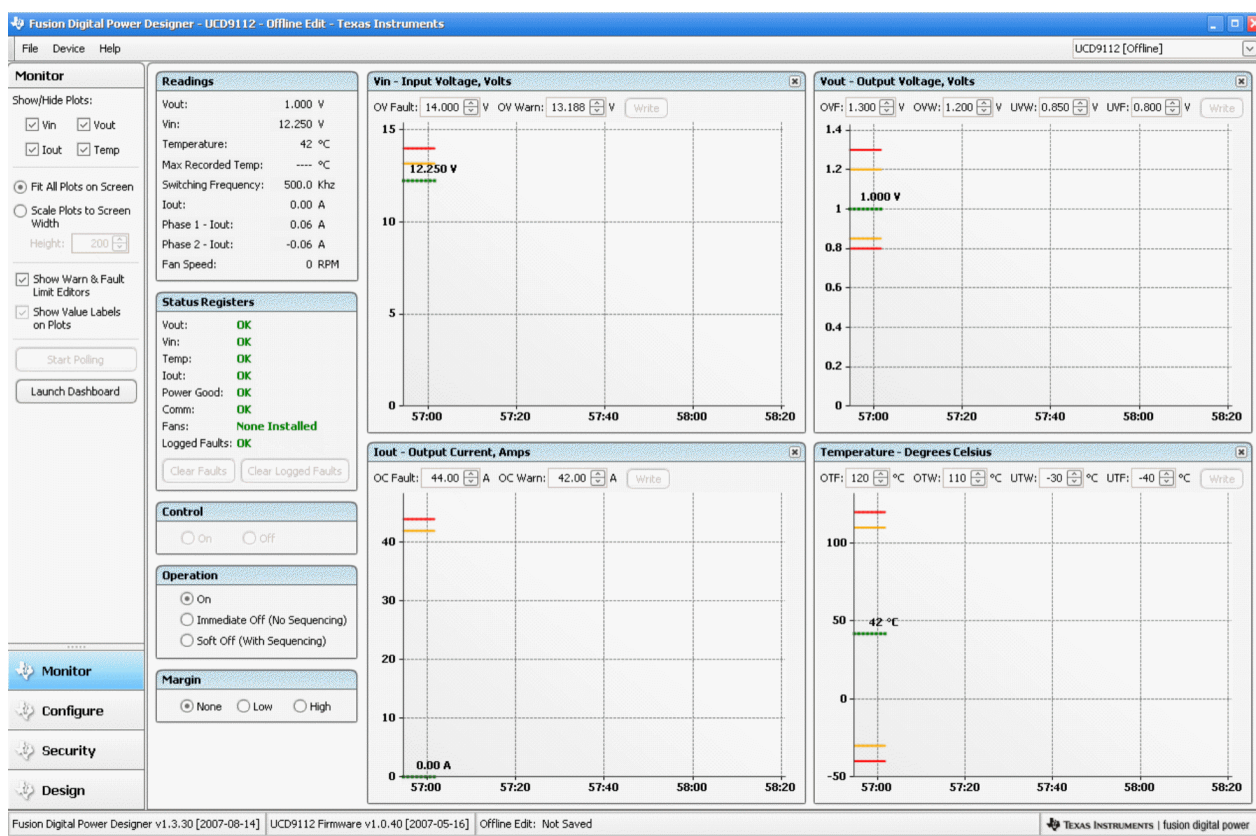 Fusion Digital Power Designer - UCD9112 - Offline Edit - Texas Instruments
File Device Help
UCD9112 [Offline]
Monitor
Show/Hide Plots:
Vin Vout
Iout Temp
Fit All Plots on Screen
Scale Plots to Screen
Width
Height: 200
Show Warn & Fault
Limit Editors
Show Value Labels
on Plots
Start Polling
Launch Dashboard
Monitor
Configure
Security
Design
Readings
Vout: 1.000 V
Vin: 12.250 V
Temperature: 42 °C
Max Recorded Temp: ---- °C
Switching Frequency: 500.0 Khz
Iout: 0.00 A
Phase 1 - Iout: 0.06 A
Phase 2 - Iout: -0.06 A
Fan Speed: 0 RPM
Status Registers
Vout: OK
Vin: OK
Temp: OK
Iout: OK
Power Good: OK
Comm: OK
Fans: None Installed
Logged Faults: OK
Clear Faults Clear Logged Faults
Control
On Off
Operation
On
Immediate Off (No Sequencing)
Soft Off (With Sequencing)
Margin
None Low High
Vin - Input Voltage, Volts
OV Fault: 14.000 V OV Warn: 13.188 V Write
15
12.250 V
10
5
0
57:00 57:20 57:40 58:00 58:20
Vout - Output Voltage, Volts
OVF: 1.300 V OVW: 1.200 V UVW: 0.850 V UVF: 0.800 V Write
1.4
1.2
1.000 V
1
0.8
0.6
0.4
0.2
0
57:00 57:20 57:40 58:00 58:20
Iout - Output Current, Amps
OC Fault: 44.00 A OC Warn: 42.00 A Write
40
30
20
10
0.00 A
0
57:00 57:20 57:40 58:00 58:20
Temperature - Degrees Celsius
OTF: 120 °C OTW: 110 °C UTW: -30 °C UTF: -40 °C Write
100
50
42 °C
0
-50
57:00 57:20 57:40 58:00 58:20
Fusion Digital Power Designer v1.3.30 [2007-08-14] UCD9112 Firmware v1.0.40 [2007-05-16] Offline Edit: Not Saved
TEXAS INSTRUMENTS | fusion digital power